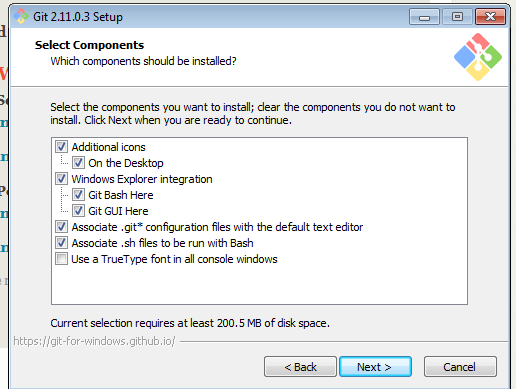 Git 2.11.0.3 Setup
Select Components
Which components should be installed?
Select the components you want to install; clear the components you do not want to
install. Click Next when you are ready to continue.
Additional icons
On the Desktop
Windows Explorer integration
Git Bash Here
Git GUI Here
Associate .git* configuration files with the default text editor
Associate .sh files to be run with Bash
Use a TrueType font in all console windows
Current selection requires at least 200.5 MB of disk space.
https://git-for-windows.github.io/
< Back
Next >
Cancel